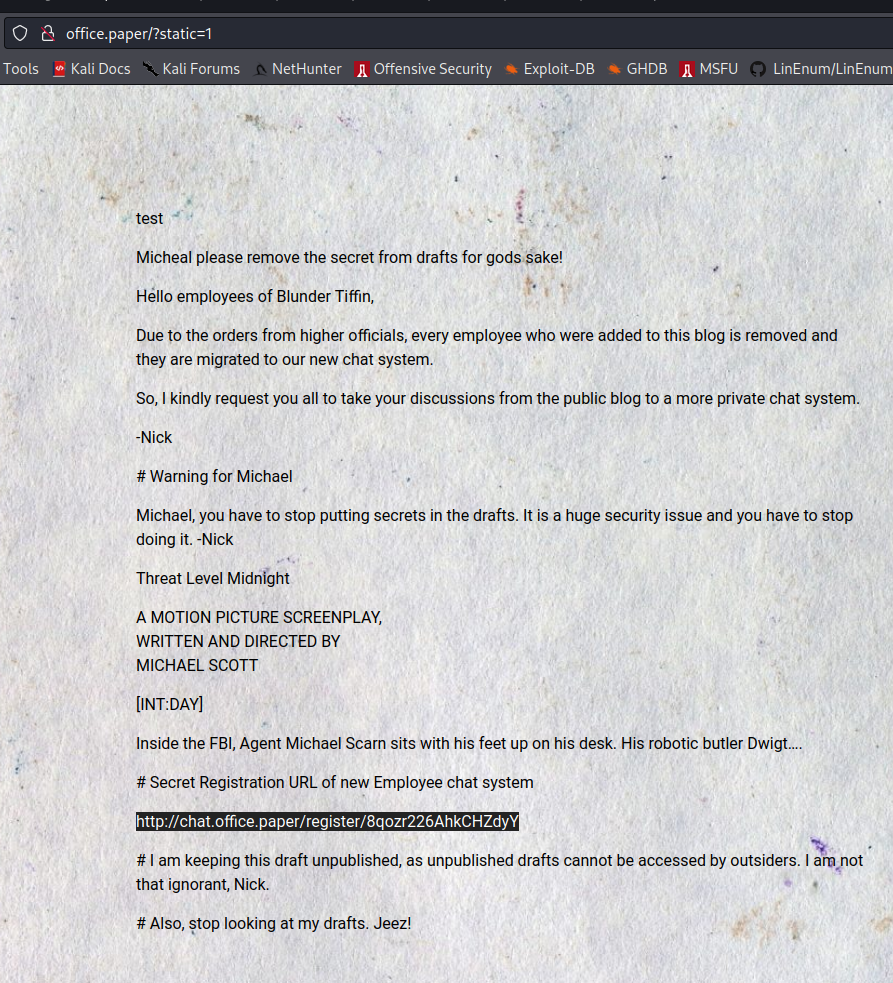 office.paper/?static=1
Tools Kali Docs Kali Forums NetHunter Offensive Security Exploit-DB GHDB MSFU LinEnum/LinEnum
test
Micheal please remove the secret from drafts for gods sake!
Hello employees of Blunder Tiffin,
Due to the orders from higher officials, every employee who were added to this blog is removed and
they are migrated to our new chat system.
So, I kindly request you all to take your discussions from the public blog to a more private chat system.
-Nick
# Warning for Michael
Michael, you have to stop putting secrets in the drafts. It is a huge security issue and you have to stop
doing it. -Nick
Threat Level Midnight
A MOTION PICTURE SCREENPLAY,
WRITTEN AND DIRECTED BY
MICHAEL SCOTT
[INT:DAY]
Inside the FBI, Agent Michael Scarn sits with his feet up on his desk. His robotic butler Dwigt….
# Secret Registration URL of new Employee chat system
http://chat.office.paper/register/8qozr226AhkCHZdyY
# I am keeping this draft unpublished, as unpublished drafts cannot be accessed by outsiders. I am not
that ignorant, Nick.
# Also, stop looking at my drafts. Jeez!